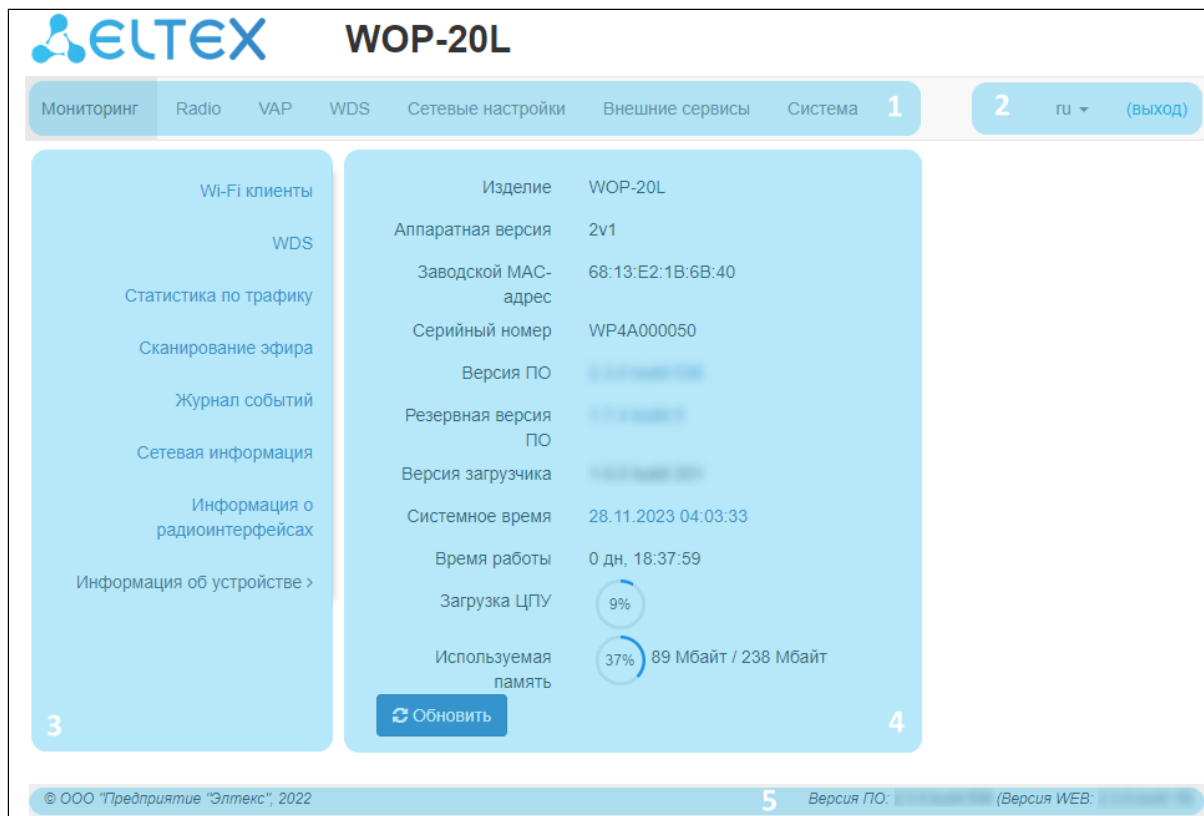 ELTEX WOP-20L
Мониторинг Radio VAP WDS Сетевые настройки Внешние сервисы Система 1 2 ru (выход)
Wi-Fi клиенты
WDS
Статистика по трафику
Сканирование эфира
Журнал событий
Сетевая информация
Информация о
радиоинтерфейсах
Информация об устройстве >
3
Изделие WOP-20L
Аппаратная версия 2v1
Заводской MAC- 68:13:E2:1B:6B:40
адрес
Серийный номер WP4A000050
Версия ПО
Резервная версия
ПО
Версия загрузчика
Системное время 28.11.2023 04:03:33
Время работы 0 дн, 18:37:59
Загрузка ЦПУ 9%
Используемая 37% 89 Мбайт / 238 Мбайт
память
Обновить 4
© ООО "Предприятие "Элтекс", 2022 5 Версия ПО: (Версия WEB: